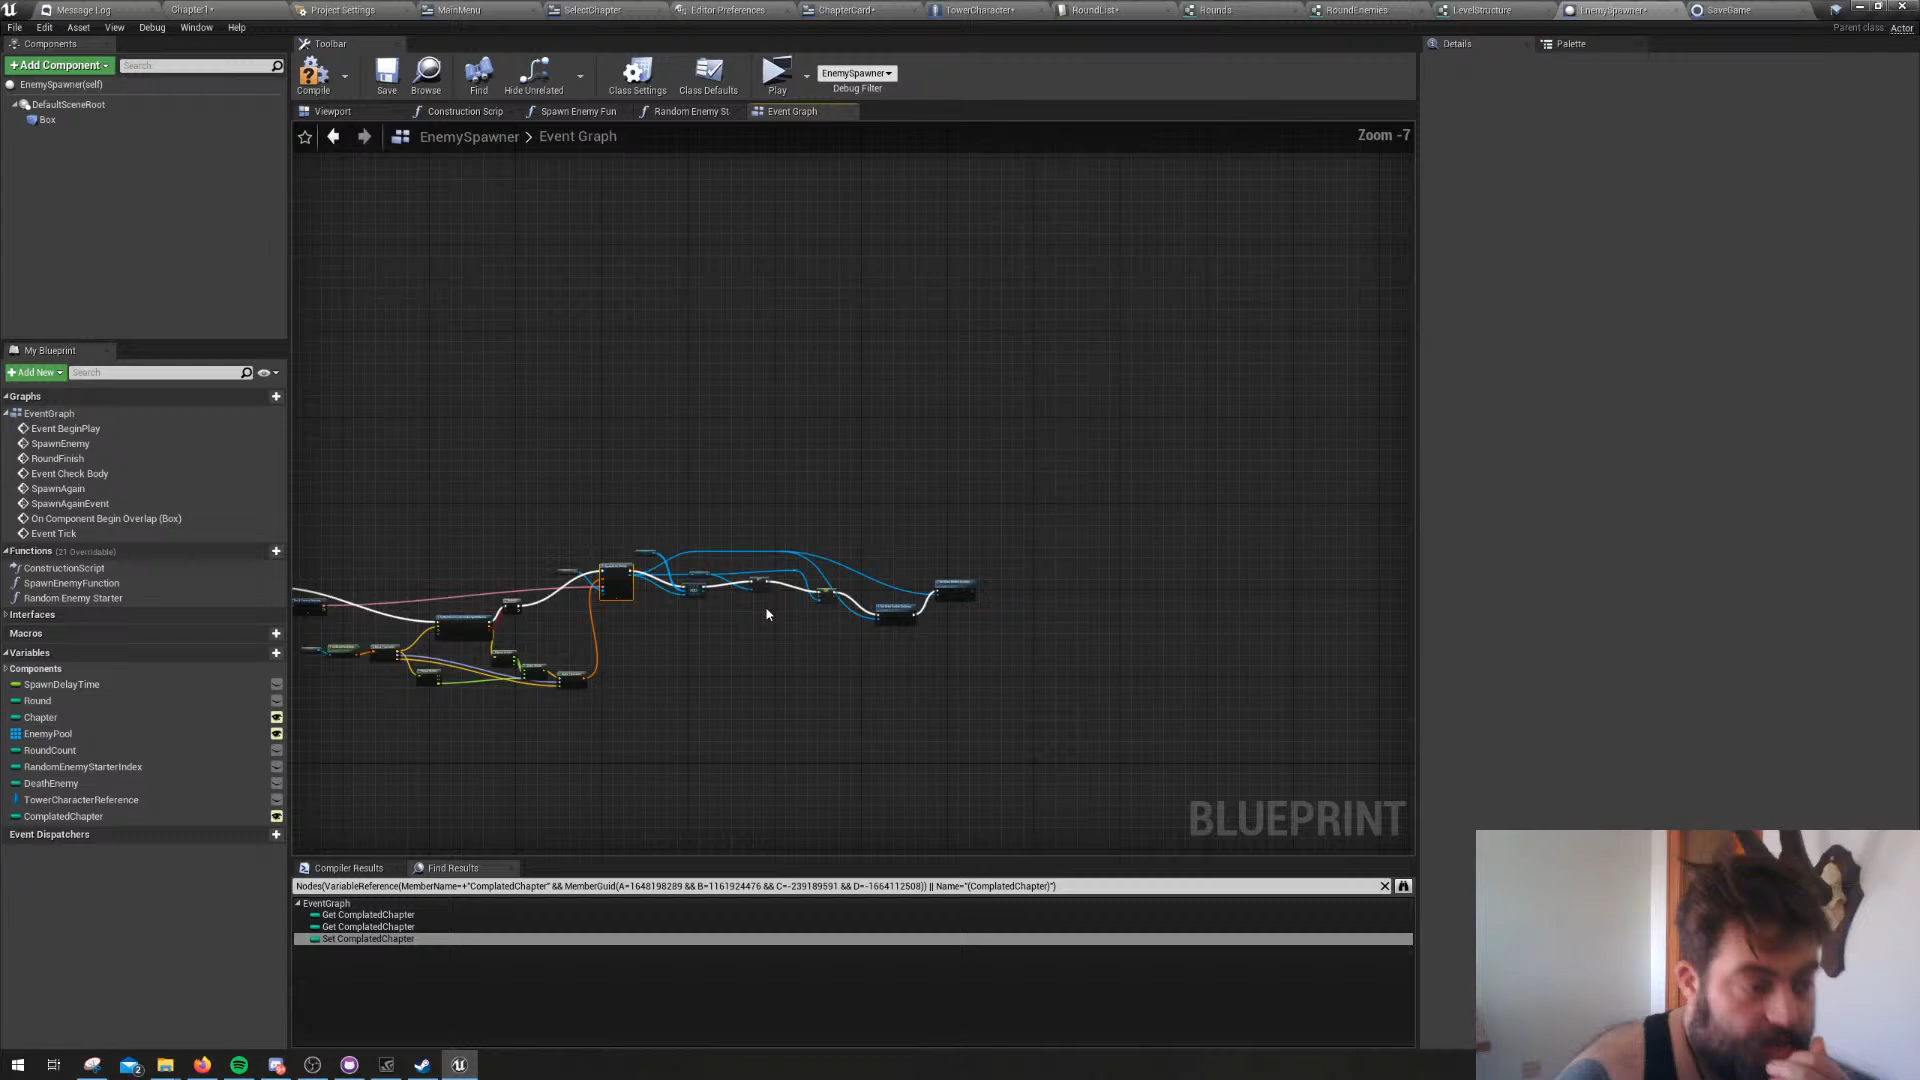 Message Log
Chapter1*
Project Settings
MainMenu
SelectChapter
Editor Preferences
ChapterCard*
TowerCharacter*
RoundList*
Rounds
RoundEnemies
LevelStructure
EnemySpawner*
SaveGame
File
Edit
Asset
View
Debug
Window
Help
Parent class: Actor
Components
Toolbar
Details
Palette
+Add Component
Search
EnemySpawner(self)
DefaultSceneRoot
Box
Compile
Save
Browse
Find
Hide Unrelated
Class Settings
Class Defaults
Play
EnemySpawner
Debug Filter
Viewport
Construction Scrip
Spawn Enemy Fun
Random Enemy St
Event Graph
EnemySpawner > Event Graph
Zoom -7
My Blueprint
+Add New
Search
Graphs
EventGraph
Event BeginPlay
SpawnEnemy
RoundFinish
Event Check Body
SpawnAgain
SpawnAgainEvent
On Component Begin Overlap (Box)
Event Tick
Functions (21 Overridable)
ConstructionScript
SpawnEnemyFunction
Random Enemy Starter
Interfaces
Macros
Variables
Components
SpawnDelayTime
Round
Chapter
EnemyPool
RoundCount
RandomEnemyStarterIndex
DeathEnemy
TowerCharacterReference
ComplatedChapter
Event Dispatchers
BLUEPRINT
Compiler Results
Find Results
Nodes(VariableReference(MemberName=+"ComplatedChapter" && MemberGuid(A=1648198289 && B=1161924476 && C=-239189591 && D=-1664112508)) || Name="(ComplatedChapter)")
EventGraph
Get ComplatedChapter
Get ComplatedChapter
Set ComplatedChapter